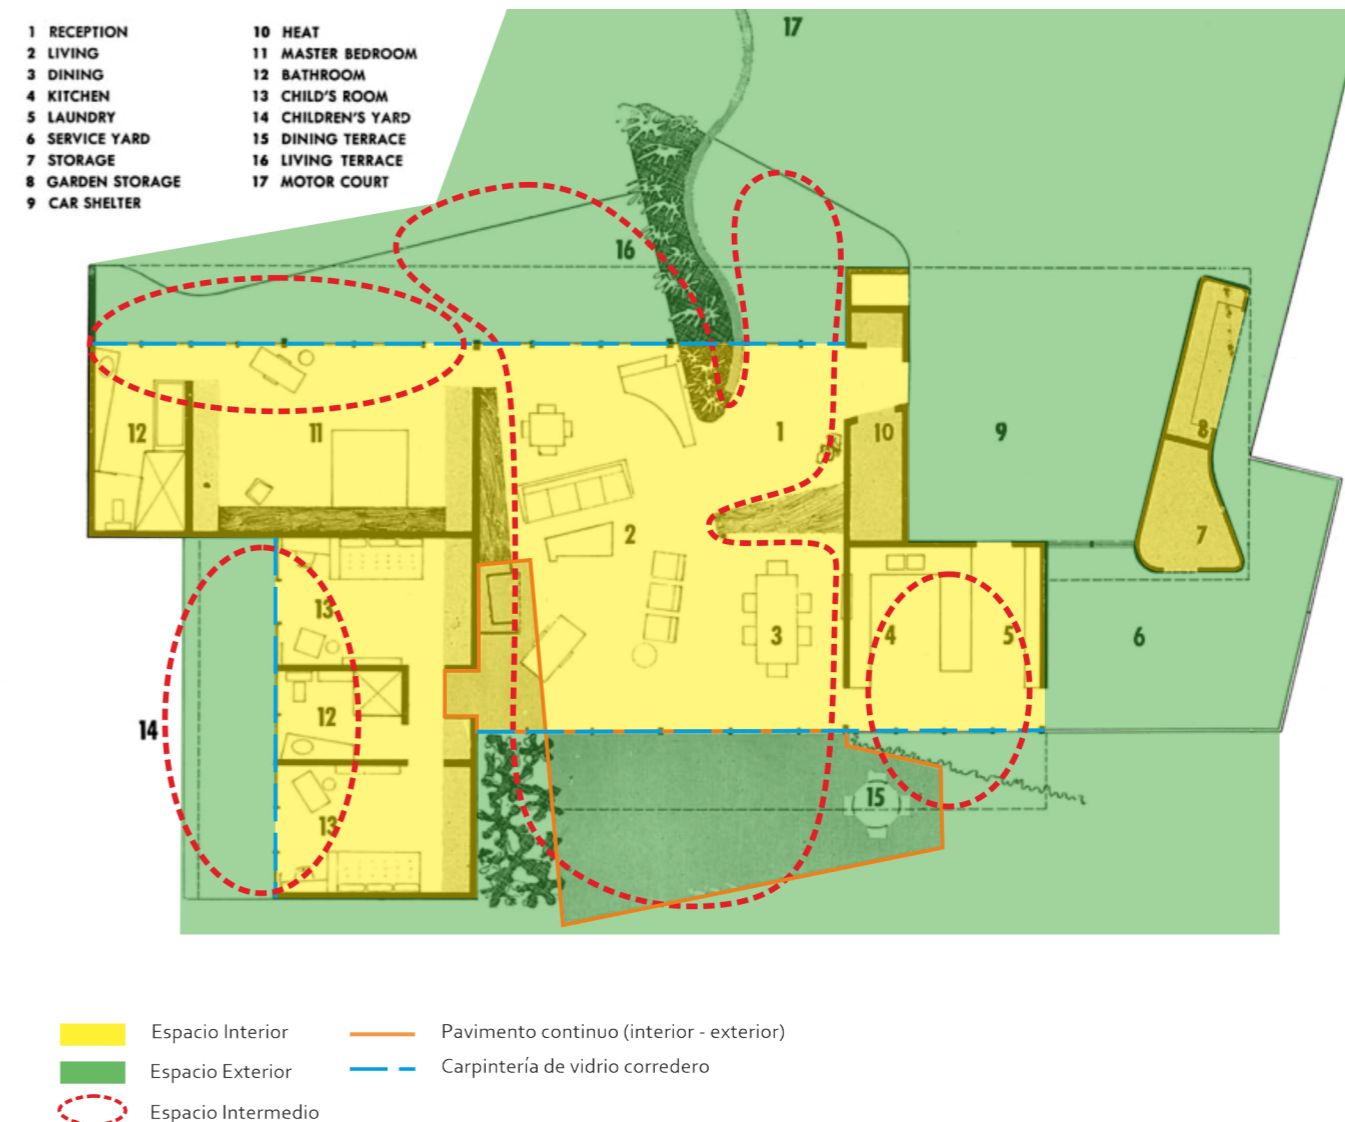 1 RECEPTION
2 LIVING
3 DINING
4 KITCHEN
5 LAUNDRY
6 SERVICE YARD
7 STORAGE
8 GARDEN STORAGE
9 CAR SHELTER
10 HEAT
11 MASTER BEDROOM
12 BATHROOM
13 CHILD'S ROOM
14 CHILDREN'S YARD
15 DINING TERRACE
16 LIVING TERRACE
17 MOTOR COURT
17
16
12
11
1
10
9
8
7
2
13
3
4
5
6
12
14
13
15
Espacio Interior
Espacio Exterior
Espacio Intermedio
Pavimento continuo (interior - exterior)
Carpintería de vidrio corredero